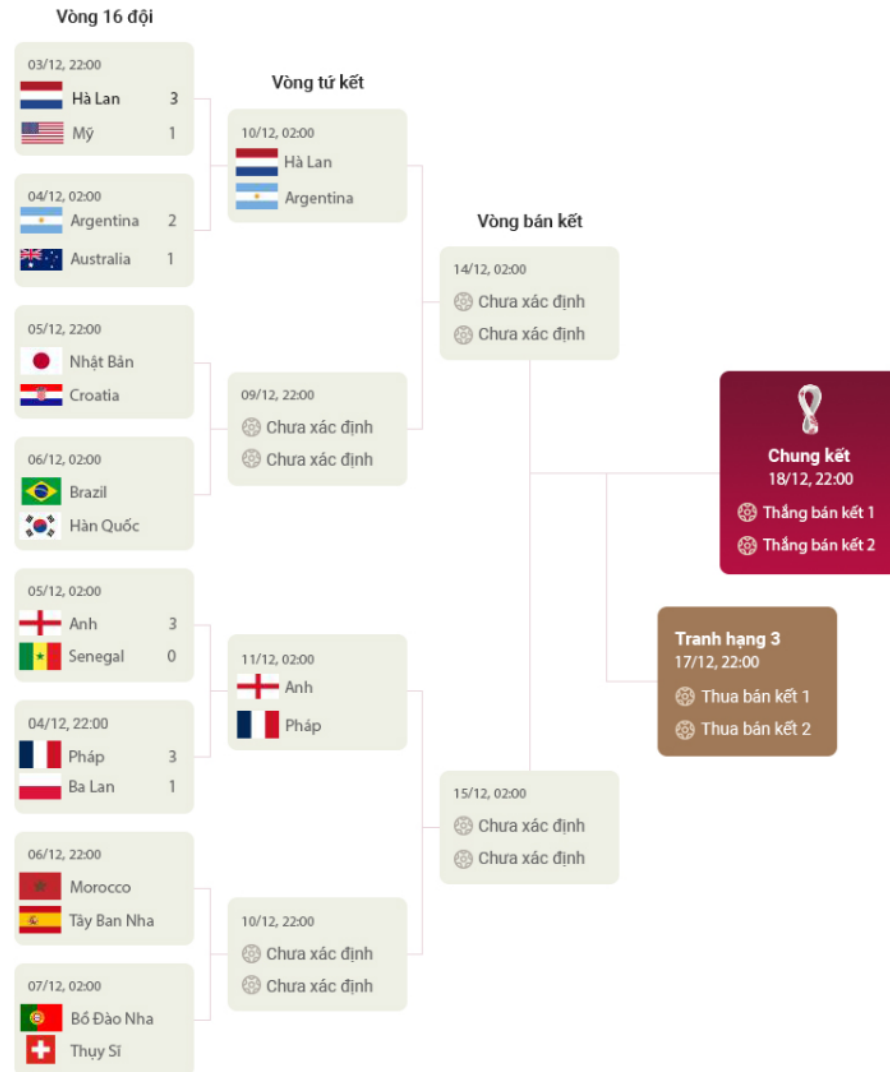 Vòng 16 đội
03/12, 22:00
Hà Lan 3
Mỹ 1
04/12, 02:00
Argentina 2
Australia 1
05/12, 22:00
Nhật Bản
Croatia
06/12, 02:00
Brazil
Hàn Quốc
05/12, 02:00
Anh 3
Senegal 0
04/12, 22:00
Pháp 3
Ba Lan 1
06/12, 22:00
Morocco
Tây Ban Nha
07/12, 02:00
Bồ Đào Nha
Thụy Sĩ
Vòng tứ kết
10/12, 02:00
Hà Lan
Argentina
09/12, 22:00
Chưa xác định
Chưa xác định
11/12, 02:00
Anh
Pháp
10/12, 22:00
Chưa xác định
Chưa xác định
Vòng bán kết
14/12, 02:00
Chưa xác định
Chưa xác định
15/12, 02:00
Chưa xác định
Chưa xác định
Chung kết
18/12, 22:00
Thắng bán kết 1
Thắng bán kết 2
Tranh hạng 3
17/12, 22:00
Thua bán kết 1
Thua bán kết 2